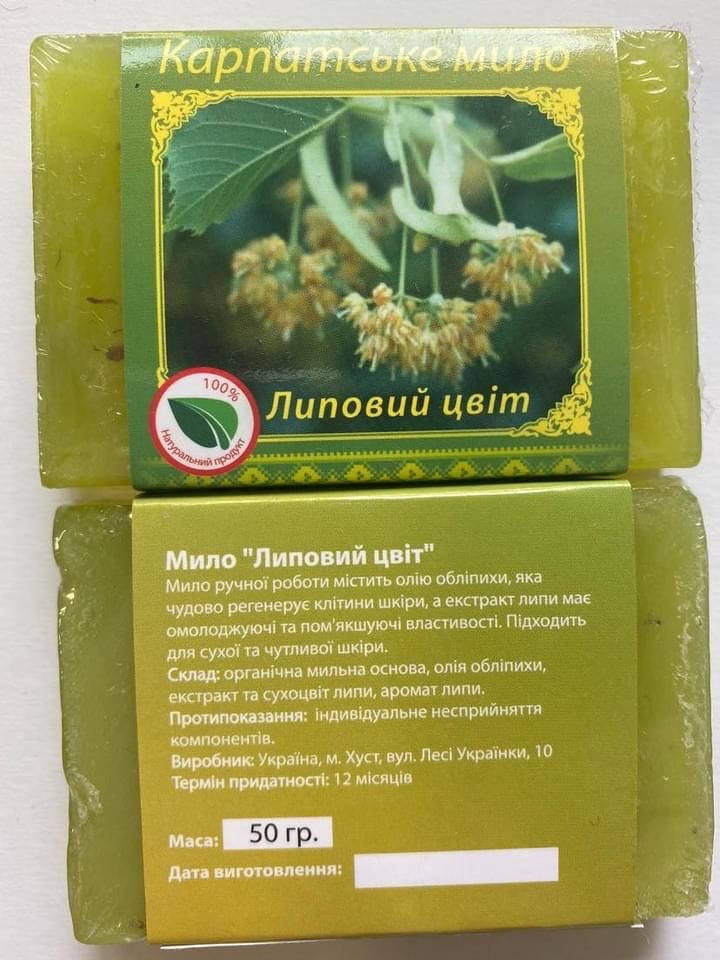 Карпатське мило
100%
Натуральний продукт
Липовий цвіт
Мило "Липовий цвіт"
Мило ручної роботи містить олію обліпихи, яка
чудово регенерує клітини шкіри, а екстракт липи має
омолоджуючі та пом'якшуючі властивості. Підходить
для сухої та чутливої шкіри.
Склад: органічна мильна основа, олія обліпихи,
екстракт та сухоцвіт липи, аромат липи.
Протипоказання: індивідуальне несприйняття
компонентів.
Виробник: Україна, м. Хуст, вул. Лесі Українки, 10
Термін придатності: 12 місяців
Маса: 50 гр.
Дата виготовлення: